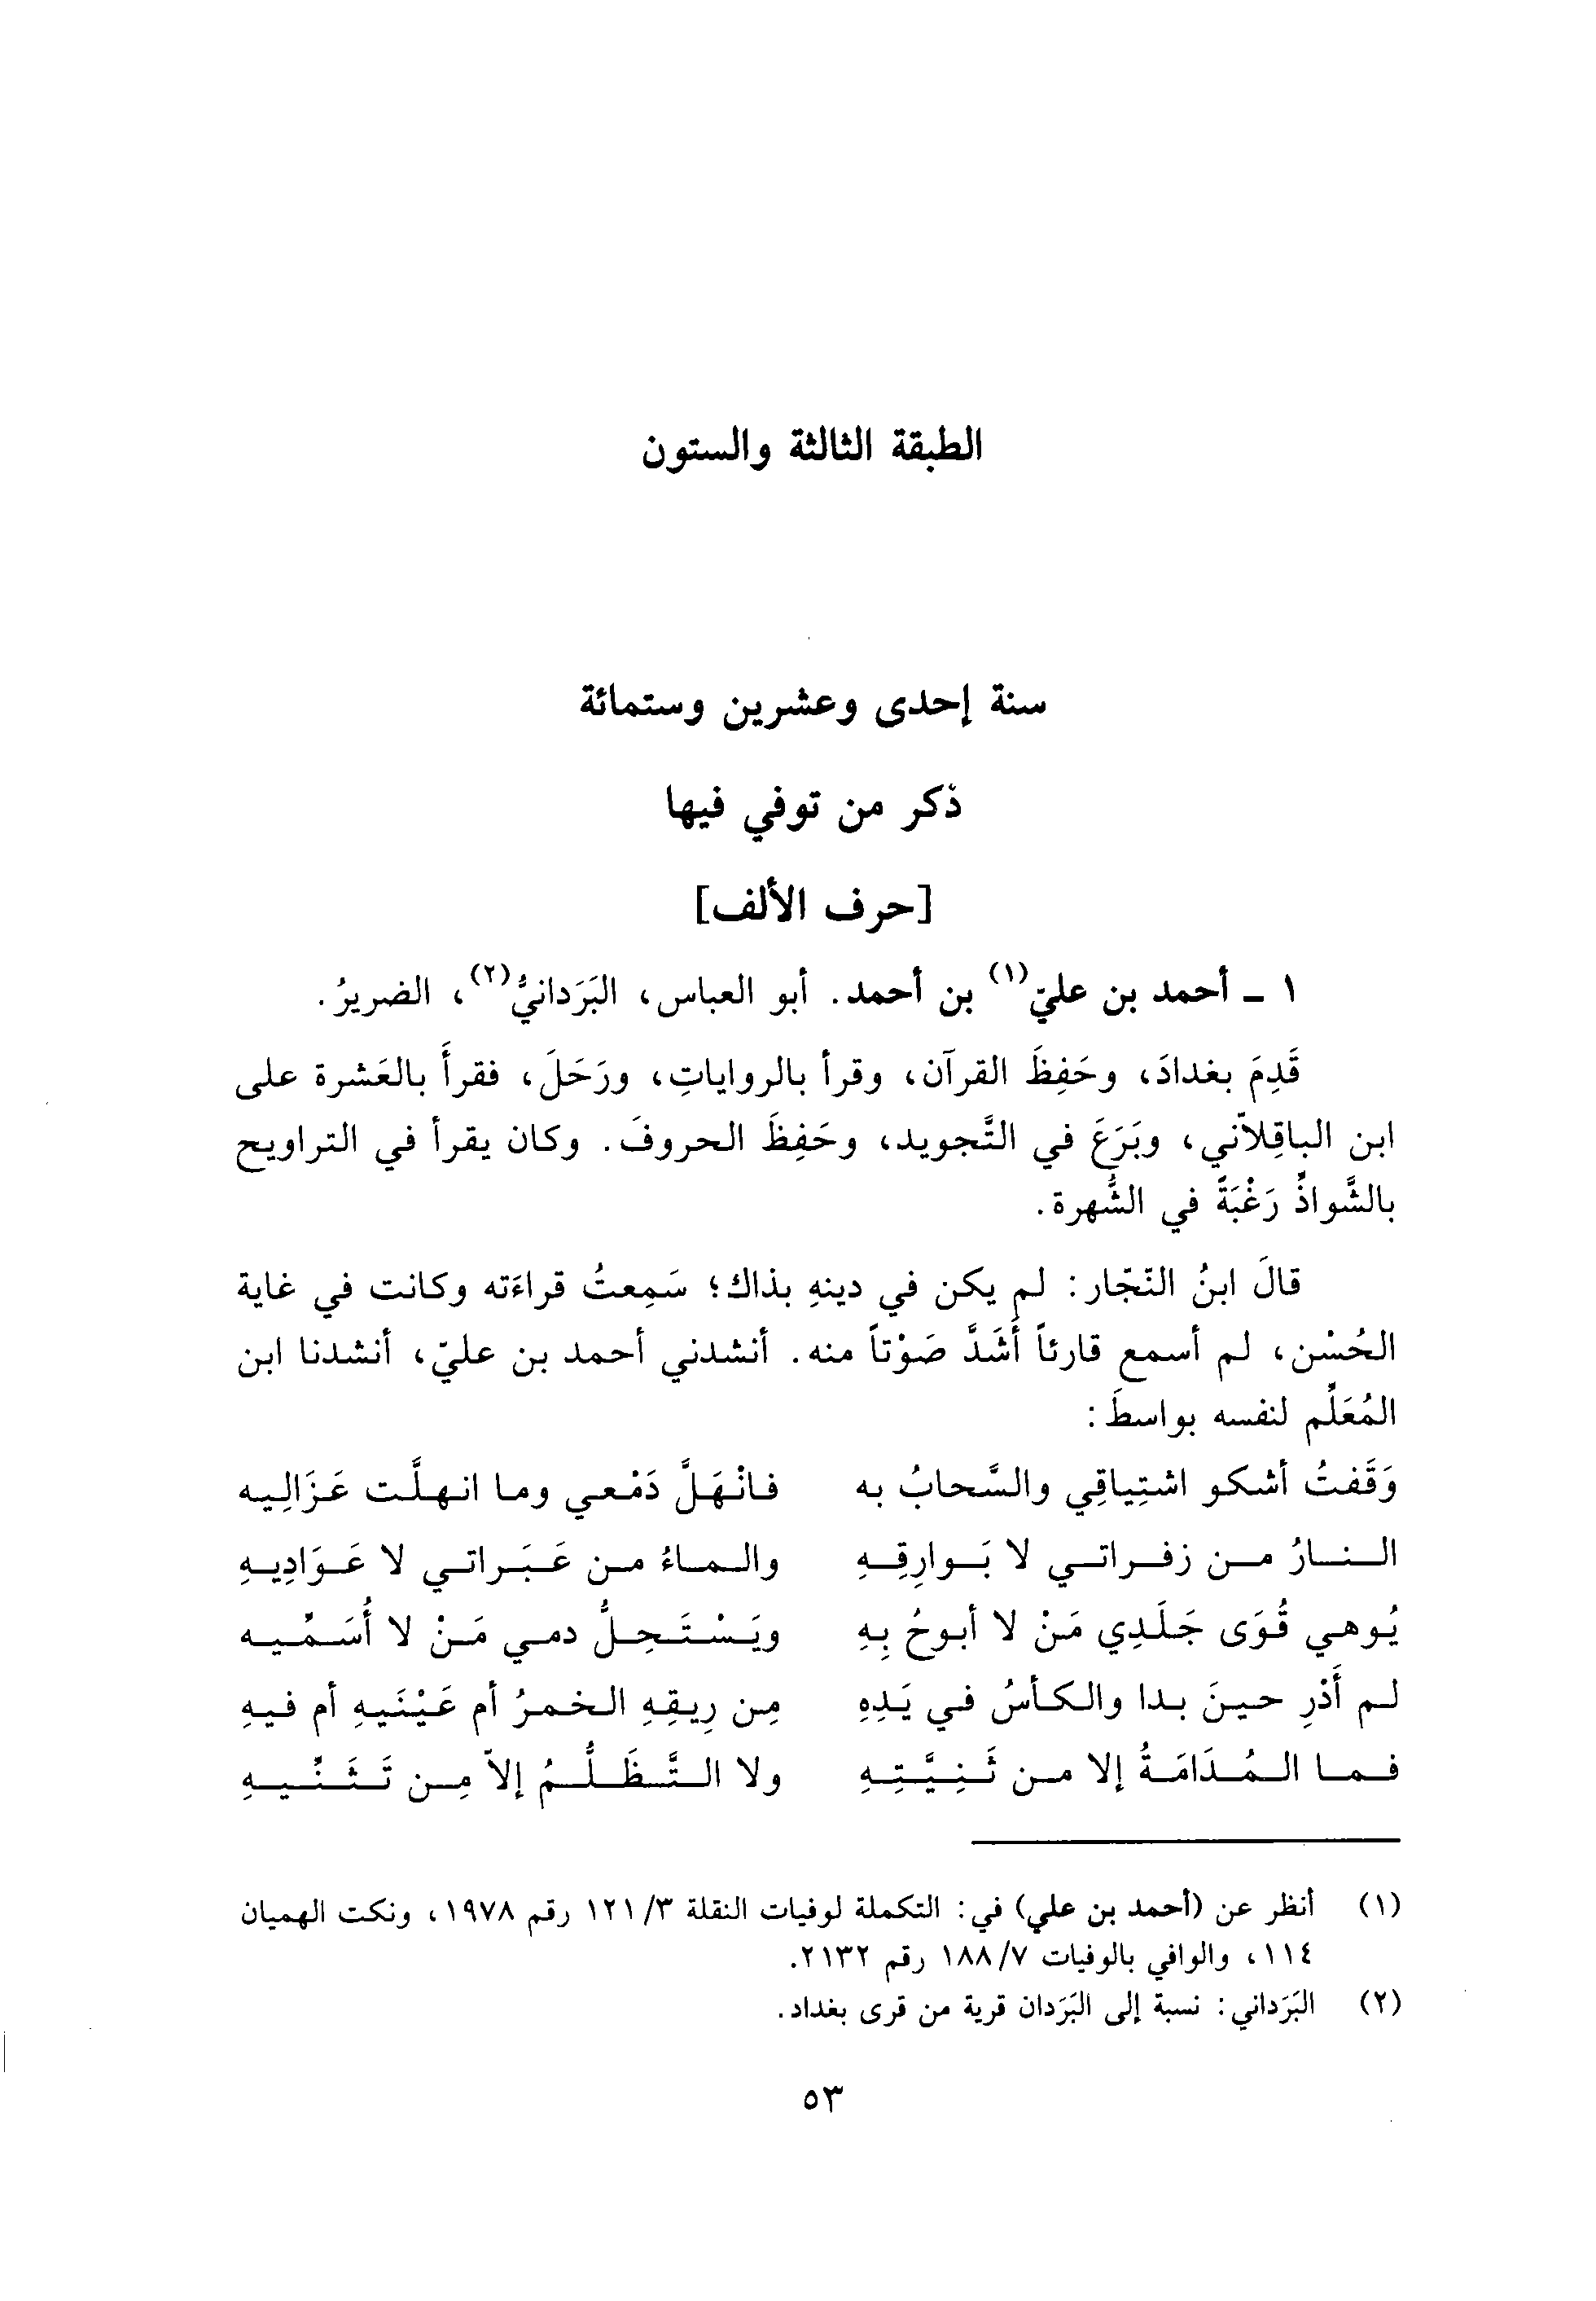 الطبقة الثالثة والستون
سنة إحدى وعشرين وستمائة
ذكر من توفي فيها
[حرف الألف]
١ - أحمد بن عليّ(١) بن أحمد. أبو العباس، البَرَدانيُّ(٢)، الضريرُ.
قَدِمَ بغدادَ، وحَفِظَ القرآن، وقرأ بالرواياتِ، ورَحَلَ، فقرأَ بالعَشرة على
ابن الباقِلاّني، وبَرَعَ في التَّجويد، وحَفِظَ الحروفَ. وكان يقرأ في التراويح
بالشَّواذِّ رَغْبَةً في الشُّهرة.
قالَ ابنُ النّجّار: لم يكن في دينهِ بذاك؛ سَمِعتُ قراءَته وكانت في غاية
الحُسْن، لم أسمع قارئاً أَشَدَّ صَوْتاً منه. أنشدني أحمد بن عليّ، أنشدنا ابن
المُعَلِّم لنفسه بواسطَ:
وَقَفتُ أشكو اشتِياقِي والسَّحابُ به فانْهَلَّ دَمْعي وما انهلَّت عَزَالِيه
النارُ من زفراتي لا بَوارِقِهِ والماءُ من عَبَراتي لا عَوَادِيهِ
يُوهي قُوَى جَلَدِي مَنْ لا أبوحُ بِهِ ويَسْتَحِلُّ دمي مَنْ لا أُسَمِّيه
لم أَدْرِ حينَ بدا والكأسُ في يَدِهِ مِن رِيقِهِ الخمرُ أم عَيْنَيهِ أم فيهِ
فما المُدَامَةُ إلا من ثَنِيَّتِهِ ولا التَّظَلُّمُ إلاّ مِن تَثَنِّيهِ
(١) أنظر عن (أحمد بن علي) في: التكملة لوفيات النقلة ٣/١٢١ رقم ١٩٧٨، ونكت الهميان
١١٤، والوافي بالوفيات ٧/١٨٨ رقم ٢١٣٢.
(٢) البَرَداني: نسبة إلى البَرَدان قرية من قرى بغداد.
٥٣